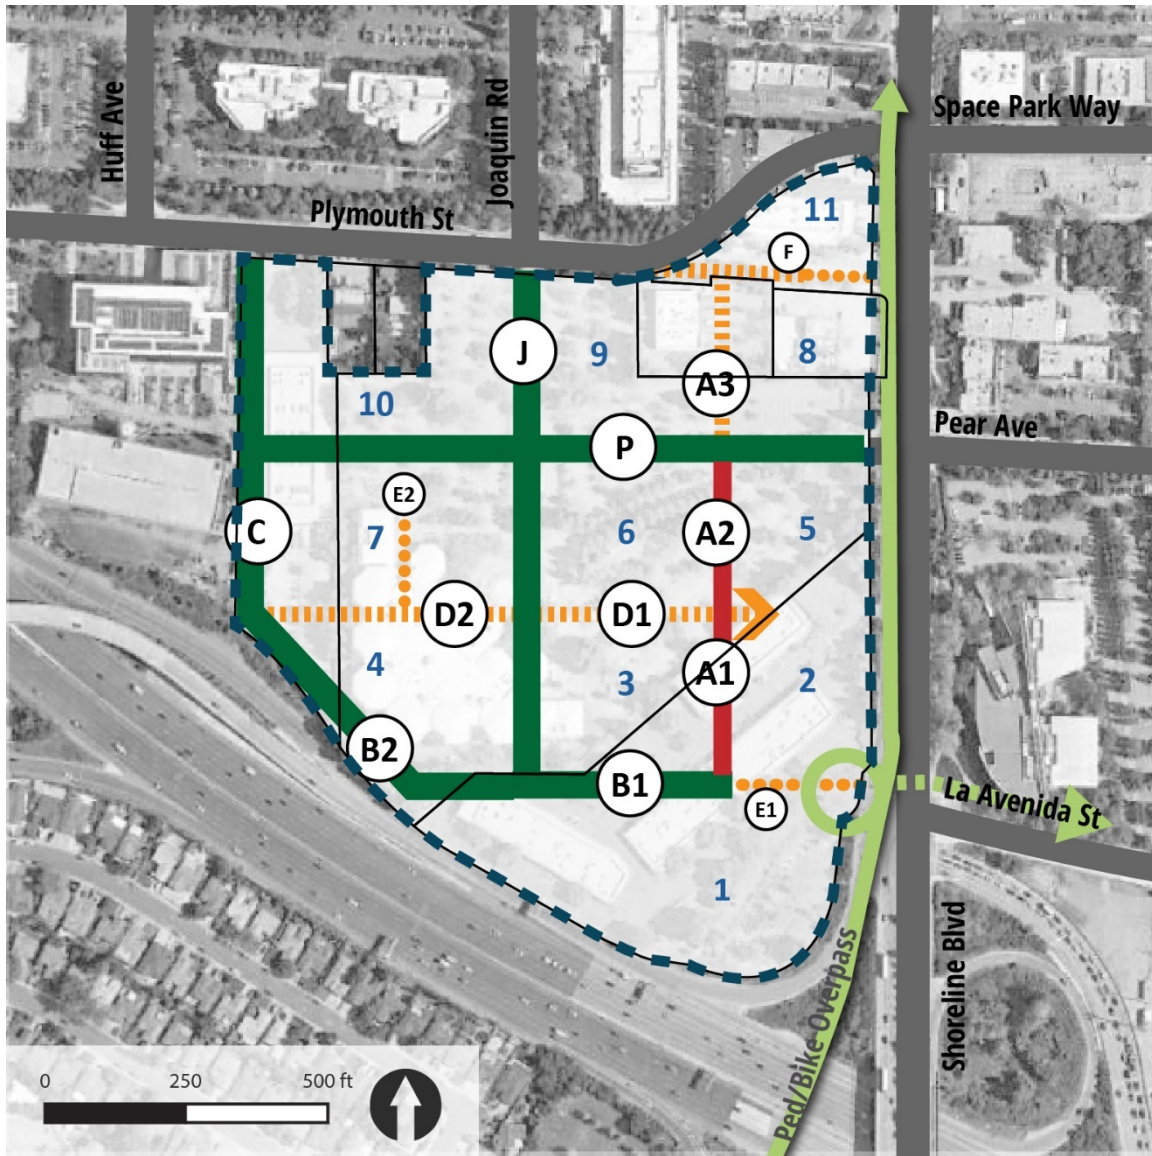 Huff Ave
Joaquin Rd
Space Park Way
Plymouth St
11
F
J
9
8
A3
10
Pear Ave
P
E2
C
7
6
A2
5
D2
D1
4
3
A1
2
B2
B1
E1
La Avenida St
1
Ped/Bike Overpass
Shoreline Blvd
0 250 500 ft